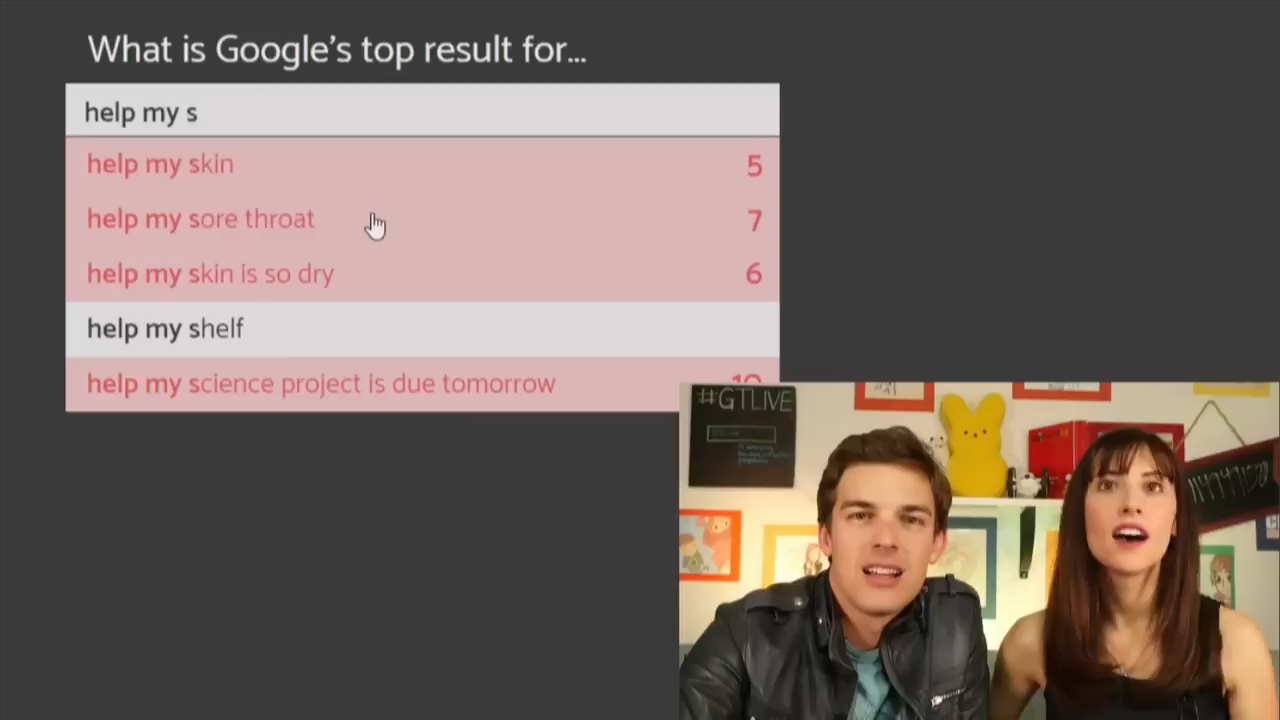 What is Google's top result for...
help my s
help my skin 5
help my sore throat 7
help my skin is so dry 6
help my shelf
help my science project is due tomorrow 10
#GTLIVE